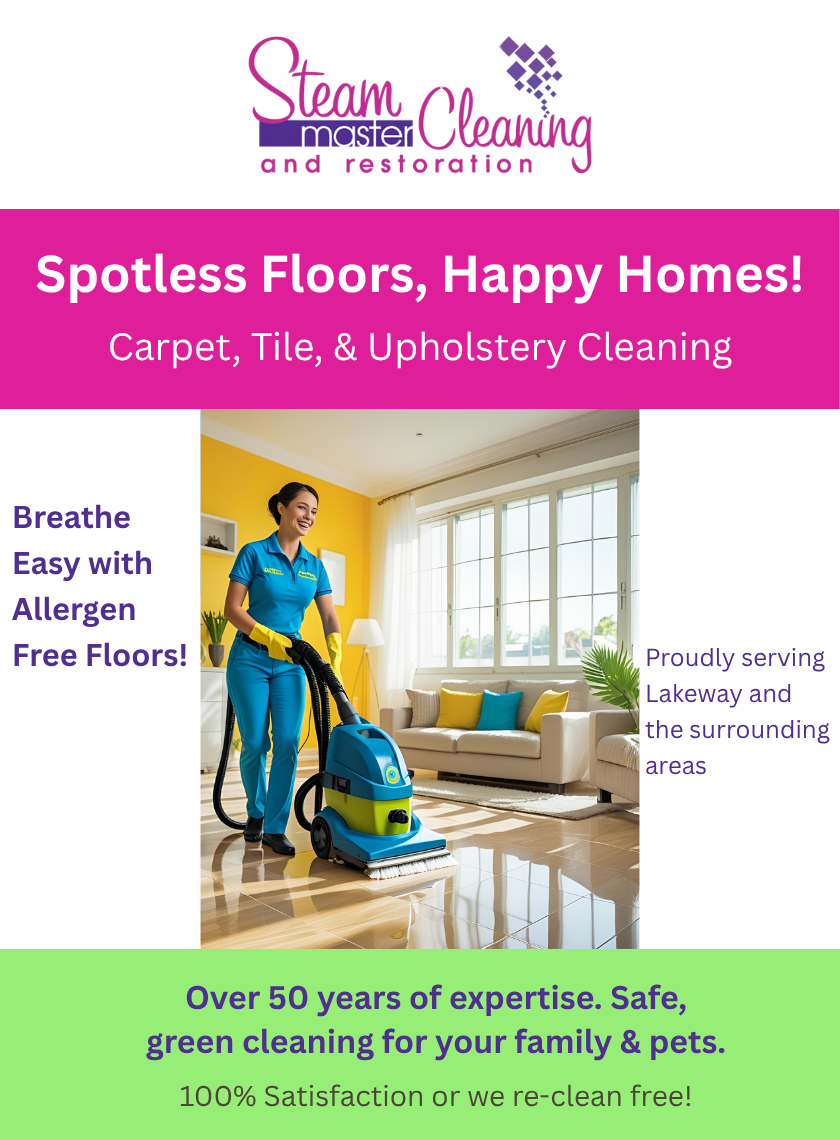 Steam
master Cleaning
and restoration
Spotless Floors, Happy Homes!
Carpet, Tile, & Upholstery Cleaning
Breathe
Easy with
Allergen
Free Floors!
Proudly serving
Lakeway and
the surrounding
areas
Over 50 years of expertise. Safe,
green cleaning for your family & pets.
100% Satisfaction or we re-clean free!